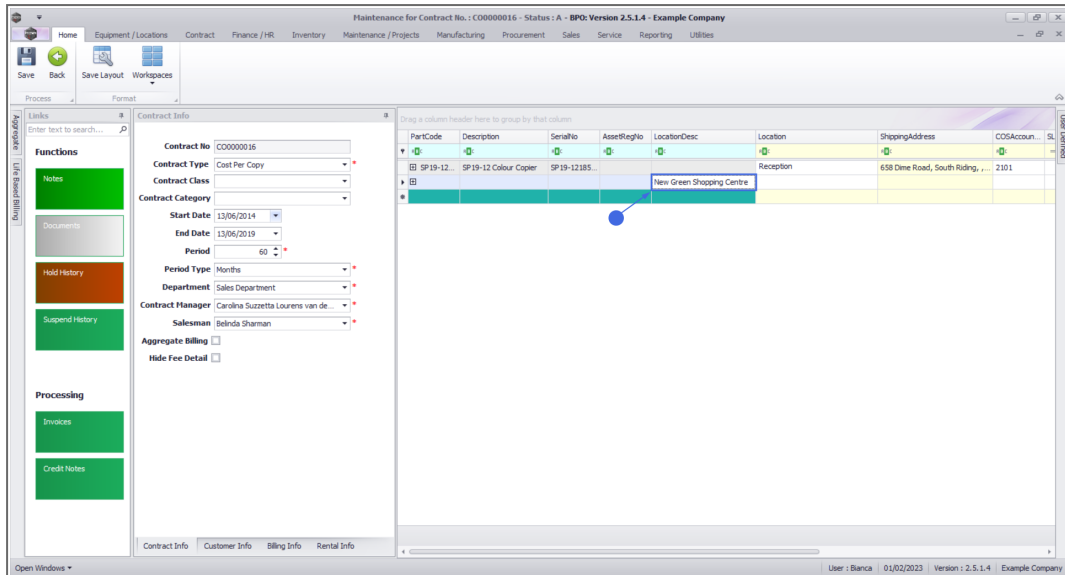 Maintenance for Contract No. : CO0000016 - Status : A - BPO: Version 2.5.1.4 - Example Company
Home Equipment / Locations Contract Finance / HR Inventory Maintenance / Projects Manufacturing Procurement Sales Service Reporting Utilities
Save Back Save Layout Workspaces
Process Format
Links
Enter text to search...
Functions
Notes
Documents
Hold History
Suspend History
Processing
Invoices
Credit Notes
Aggregate
Life Based Billing
Contract Info
Contract No CO0000016
Contract Type Cost Per Copy *
Contract Class
Contract Category
Start Date 13/06/2014
End Date 13/06/2019
Period 60 *
Period Type Months *
Department Sales Department *
Contract Manager Carolina Suzzetta Lourens van de... *
Salesman Belinda Sharman *
Aggregate Billing
Hide Fee Detail
Contract Info Customer Info Billing Info Rental Info
Drag a column header here to group by that column
PartCode Description SerialNo AssetRegNo LocationDesc Location ShippingAddress COSAccoun... SL
SP19-12... SP19-12 Colour Copier SP19-12185... Reception 658 Dime Road, South Riding, ,... 2101
New Green Shopping Centre
User Defined
Open Windows
User : Bianca 01/02/2023 Version : 2.5.1.4 Example Company